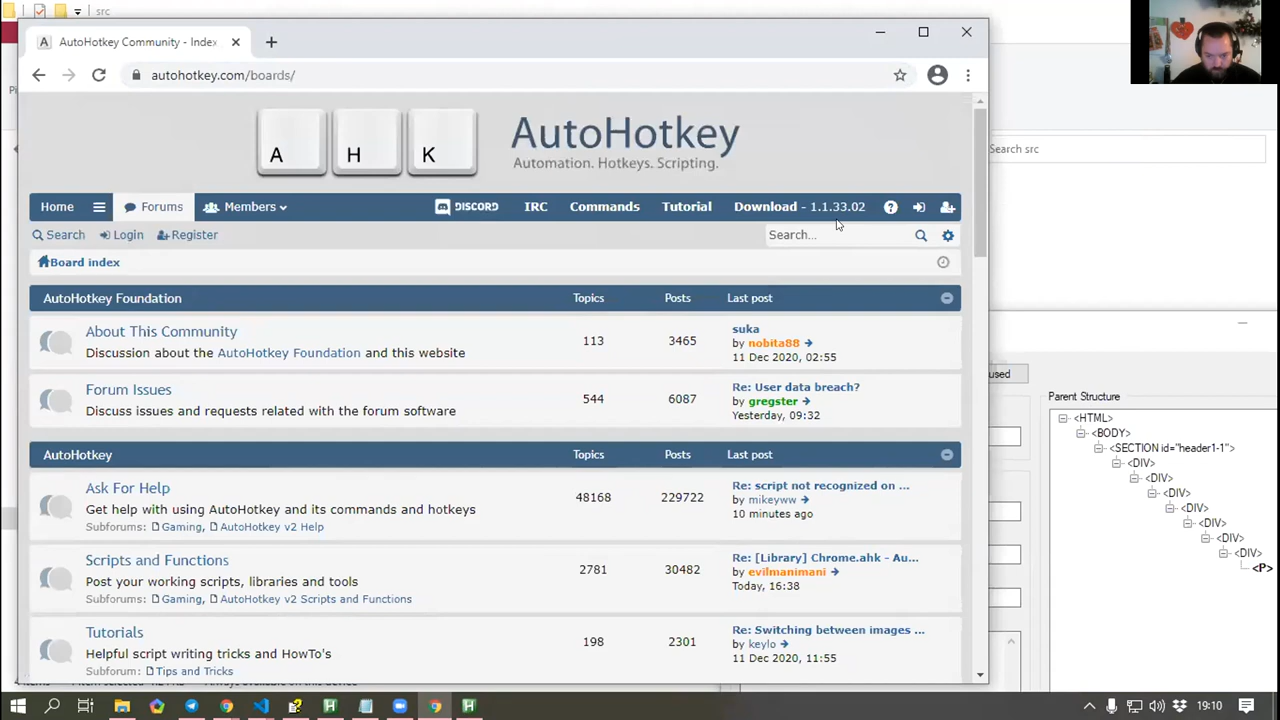 src
AutoHotkey Community - Index
autohotkey.com/boards/
A H K
AutoHotkey
Automation. Hotkeys. Scripting.
Home Forums Members DISCORD IRC Commands Tutorial Download - 1.1.33.02
Search Login Register Search...
Board index
AutoHotkey Foundation Topics Posts Last post
About This Community
Discussion about the AutoHotkey Foundation and this website
113 3465
suka
by nobita88
11 Dec 2020, 02:55
Forum Issues
Discuss issues and requests related with the forum software
544 6087
Re: User data breach?
by gregster
Yesterday, 09:32
AutoHotkey Topics Posts Last post
Ask For Help
Get help with using AutoHotkey and its commands and hotkeys
Subforums: Gaming, AutoHotkey v2 Help
48168 229722
Re: script not recognized on ...
by mikeyww
10 minutes ago
Scripts and Functions
Post your working scripts, libraries and tools
Subforums: Gaming, AutoHotkey v2 Scripts and Functions
2781 30482
Re: [Library] Chrome.ahk - Au...
by evilmanimani
Today, 16:38
Tutorials
Helpful script writing tricks and HowTo's
Subforum: Tips and Tricks
198 2301
Re: Switching between images ...
by keylo
11 Dec 2020, 11:55
Search src
Parent Structure
<HTML>
<BODY>
<SECTION id="header1-1">
<DIV>
<DIV>
<DIV>
<DIV>
<DIV>
<DIV>
<DIV>
<P>
19:10